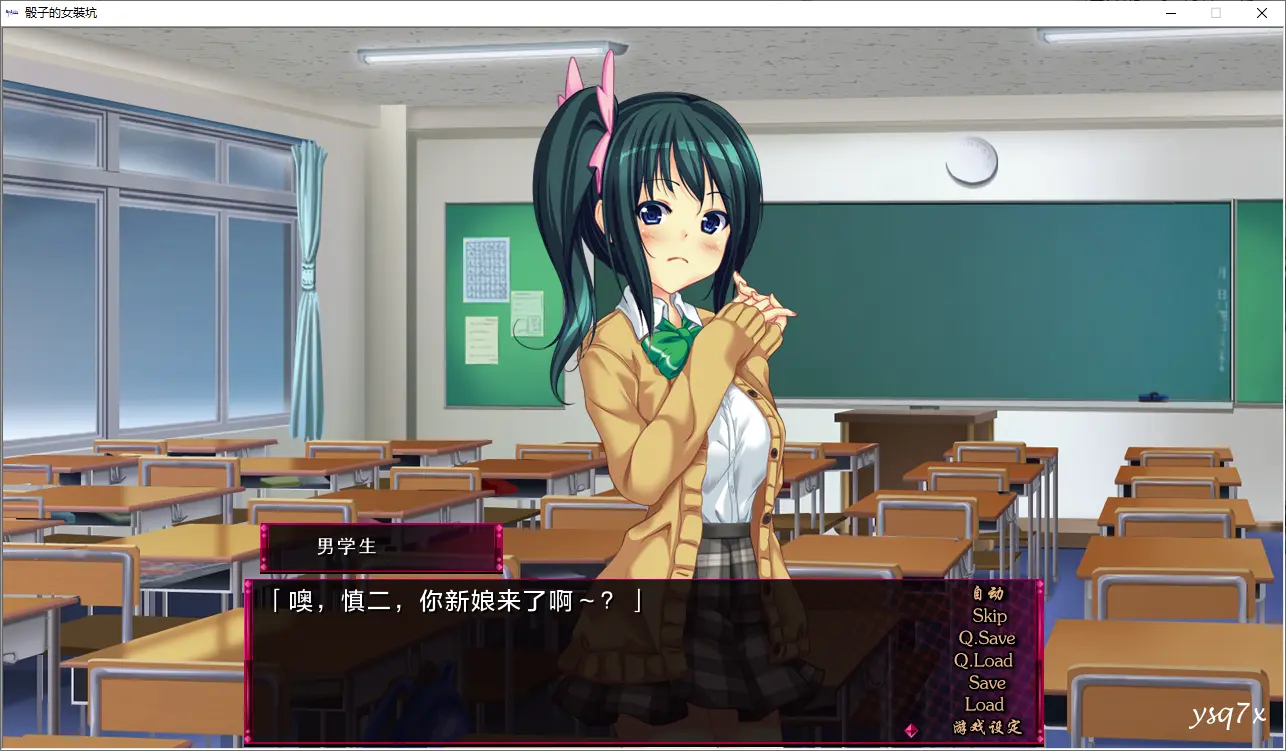 骰子的女裝坑
男学生
「噢，慎二，你新娘来了啊～？」
自动
Skip
Q.Save
Q.Load
Save
Load
游戏设定
ysq7x